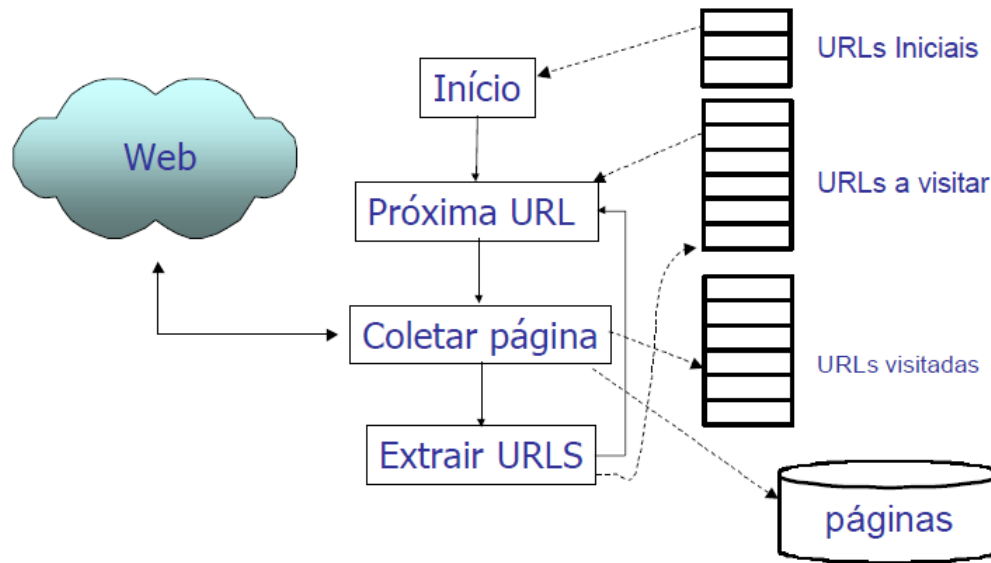 URLs Iniciais
Início
Web
URLs a visitar
Próxima URL
Coletar página
URLs visitadas
Extrair URLS
páginas